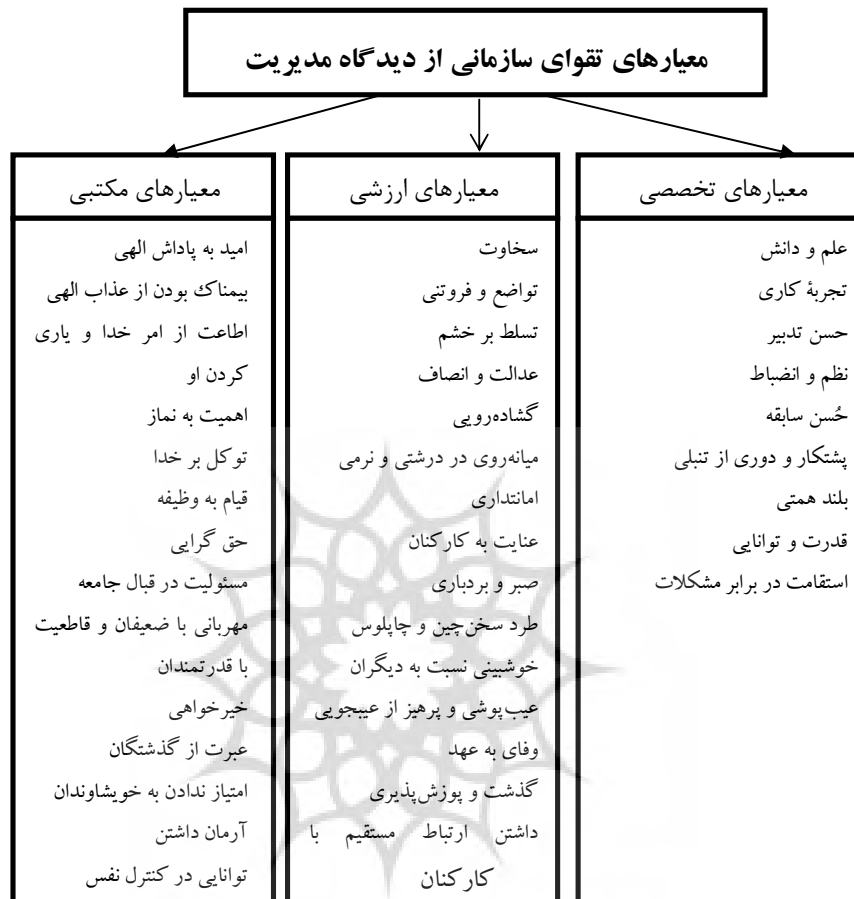 معیارهای تقوای سازمانی از دیدگاه مدیریت
معیارهای تخصصی
علم و دانش
تجربهٔ کاری
حسن تدبیر
نظم و انضباط
حُسن سابقه
پشتکار و دوری از تنبلی
بلند همتی
قدرت و توانایی
استقامت در برابر مشکلات
معیارهای ارزشی
سخاوت
تواضع و فروتنی
تسلط بر خشم
عدالت و انصاف
گشاده‌رویی
میانه‌روی در درشتی و نرمی
امانتداری
عنایت به کارکنان
صبر و بردباری
طرد سخن‌چین و چاپلوس
خوشبینی نسبت به دیگران
عیب‌پوشی و پرهیز از عیبجویی
وفای به عهد
گذشت و پوزش‌پذیری
داشتن ارتباط مستقیم با
کارکنان
معیارهای مکتبی
امید به پاداش الهی
بیمناک بودن از عذاب الهی
اطاعت از امر خدا و یاری
کردن او
اهمیت به نماز
توکل بر خدا
قیام به وظیفه
حق گرایی
مسئولیت در قبال جامعه
مهربانی با ضعیفان و قاطعیت
با قدرتمندان
خیرخواهی
عبرت از گذشتگان
امتیاز ندادن به خویشاوندان
آرمان داشتن
توانایی در کنترل نفس